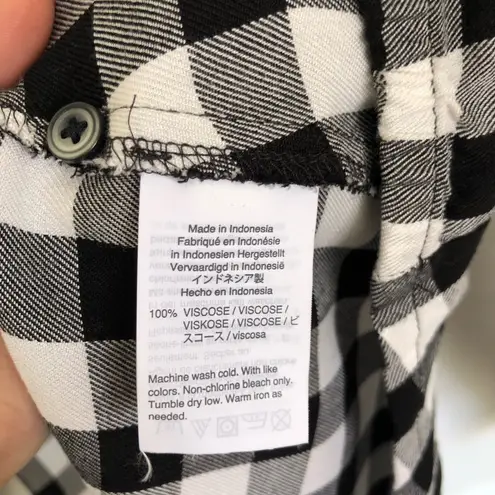 Made in Indonesia
Fabriqué en Indonésie
in Indonesien Hergestellt
Vervaardigd in Indonesië
インドネシア製
Hecho en Indonesia
100% VISCOSE / VISCOSE /
VISKOSE / VISCOSE / ビ
スコース / viscosa
Machine wash cold. With like
colors. Non-chlorine bleach only.
Tumble dry low. Warm iron as
needed.